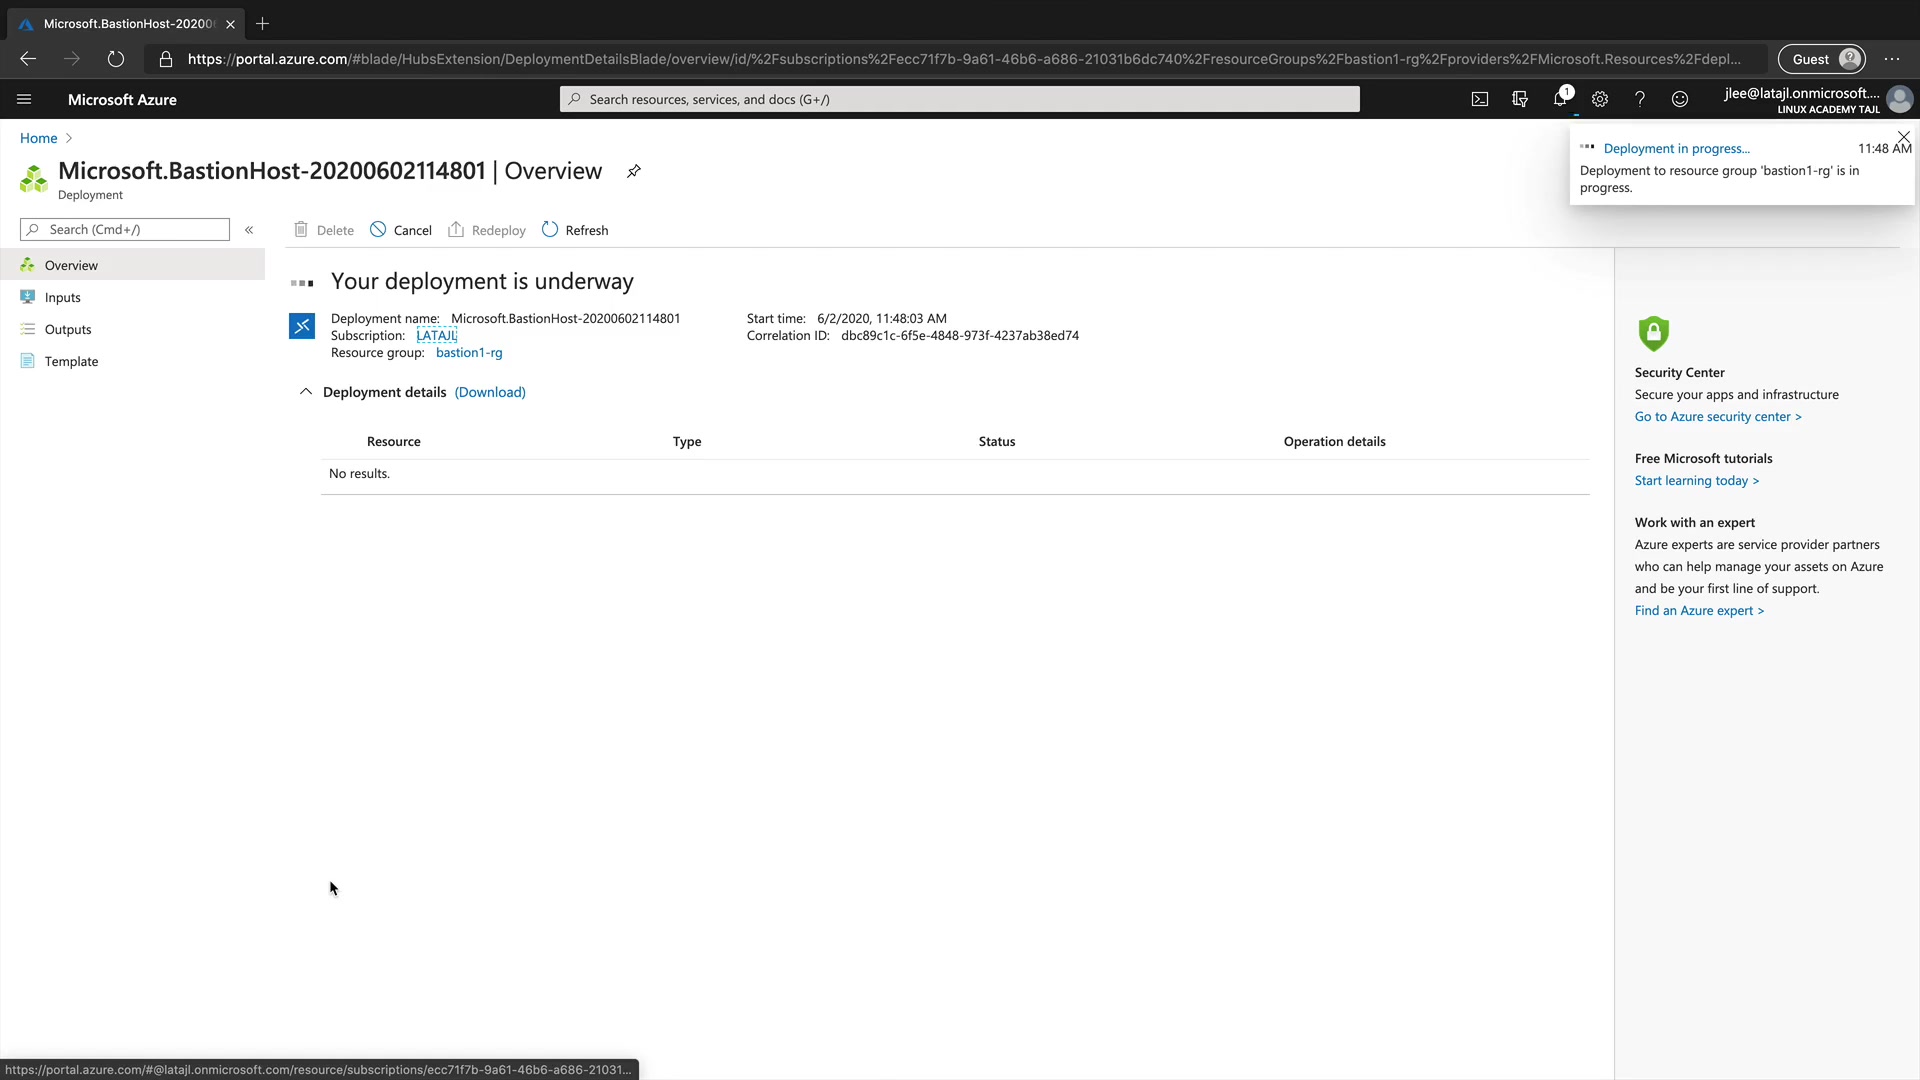 Microsoft.BastionHost-20200
https://portal.azure.com/#blade/HubsExtension/DeploymentDetailsBlade/overview/id/%2Fsubscriptions%2Fecc71f7b-9a61-46b6-a686-21031b6dc740%2FresourceGroups%2Fbastion1-rg%2Fproviders%2FMicrosoft.Resources%2Fdepl...
Guest
Microsoft Azure
Search resources, services, and docs (G+/)
1
jlee@latajl.onmicrosoft....
LINUX ACADEMY TAJL
Home
Deployment in progress...
11:48 AM
Deployment to resource group 'bastion1-rg' is in
progress.
Microsoft.BastionHost-20200602114801 | Overview
Deployment
Search (Cmd+/)
«
Delete
Cancel
Redeploy
Refresh
Overview
Inputs
Outputs
Template
Your deployment is underway
Deployment name: Microsoft.BastionHost-20200602114801
Subscription: LATAJL
Resource group: bastion1-rg
Start time: 6/2/2020, 11:48:03 AM
Correlation ID: dbc89c1c-6f5e-4848-973f-4237ab38ed74
Deployment details (Download)
Resource Type Status Operation details
No results.
Security Center
Secure your apps and infrastructure
Go to Azure security center >
Free Microsoft tutorials
Start learning today >
Work with an expert
Azure experts are service provider partners
who can help manage your assets on Azure
and be your first line of support.
Find an Azure expert >
https://portal.azure.com/#@latajl.onmicrosoft.com/resource/subscriptions/ecc71f7b-9a61-46b6-a686-21031...